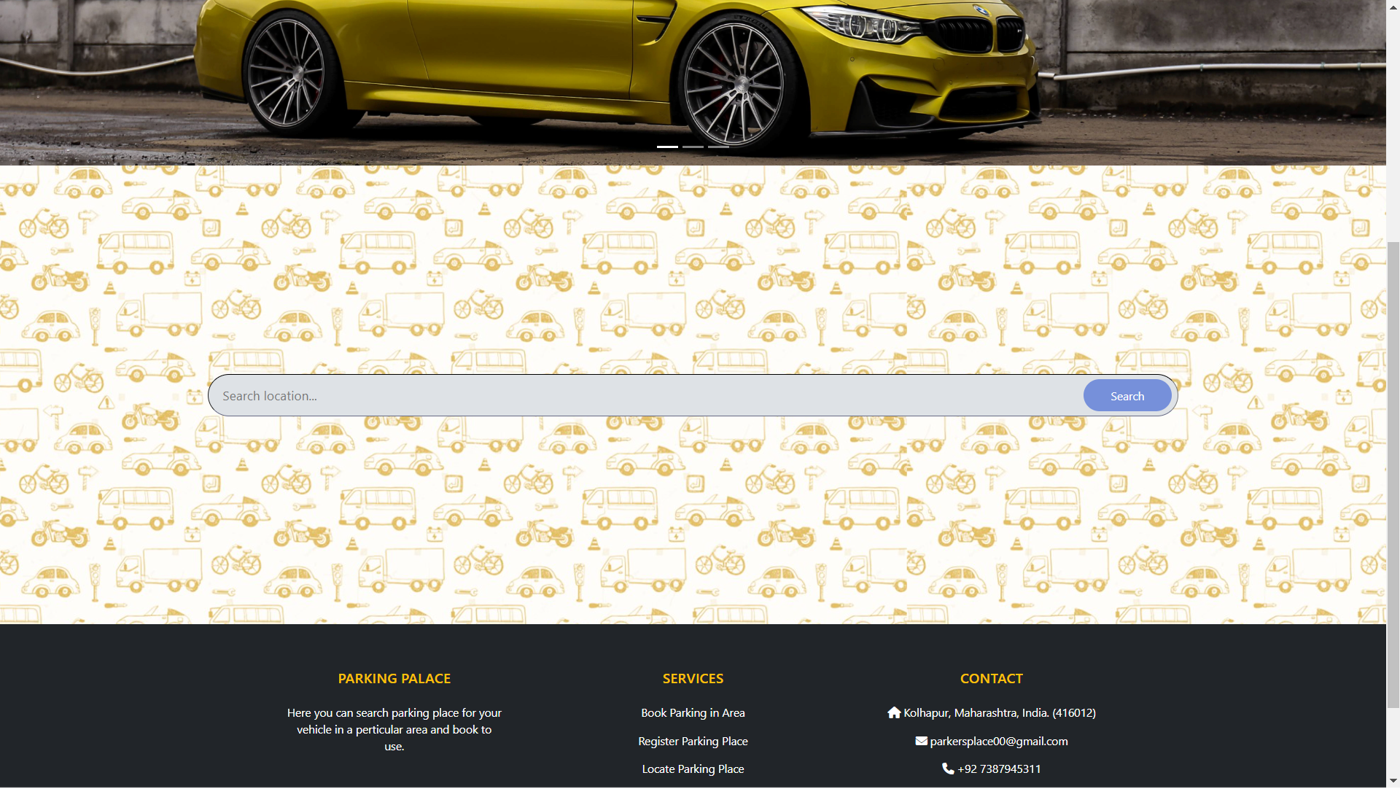 Search location...
Search
PARKING PALACE
Here you can search parking place for your
vehicle in a perticular area and book to
use.
SERVICES
Book Parking in Area
Register Parking Place
Locate Parking Place
CONTACT
Kolhapur, Maharashtra, India. (416012)
parkersplace00@gmail.com
+92 7387945311